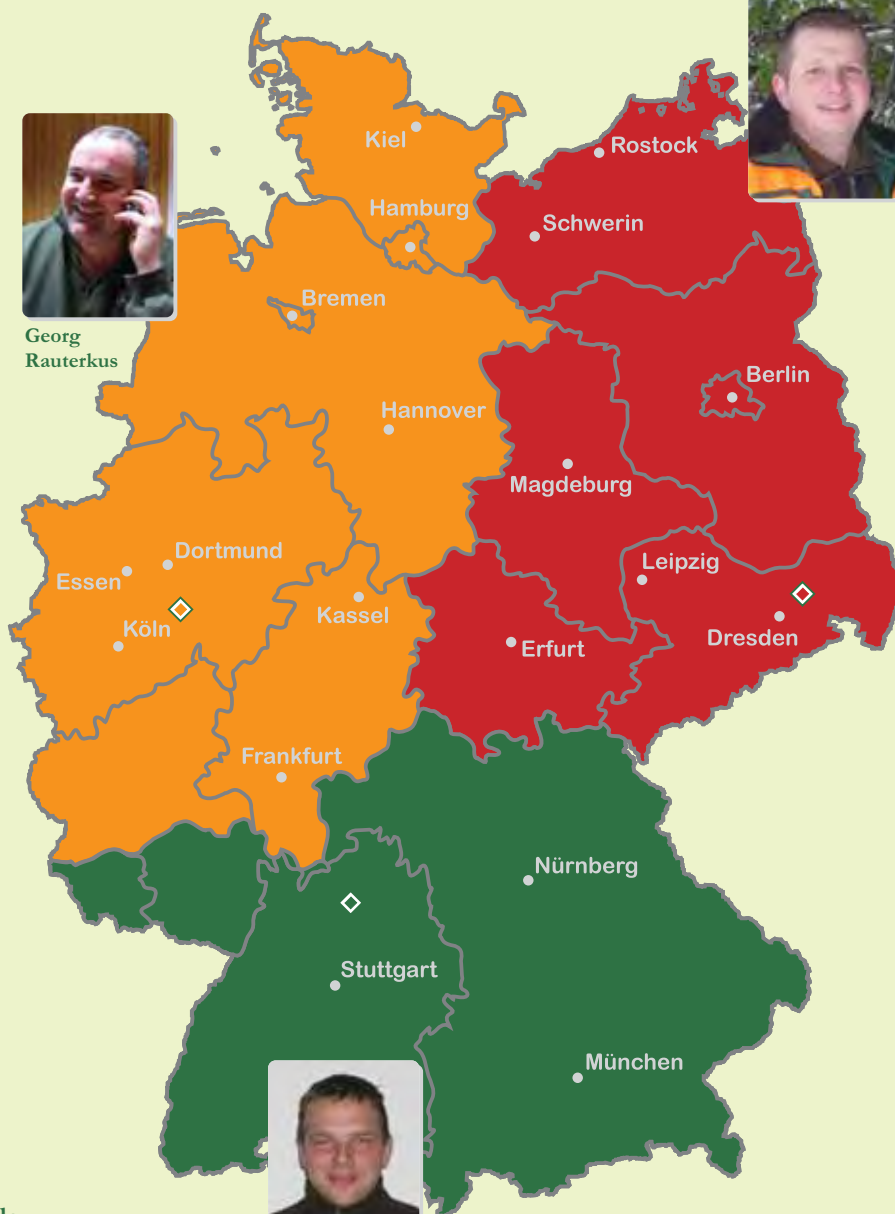 Kiel
Rostock
Hamburg
Schwerin
Bremen
Georg
Rauterkus
Berlin
Hannover
Magdeburg
Dortmund
Leipzig
Essen
Kassel
Köln
Dresden
Erfurt
Frankfurt
Nürnberg
Stuttgart
München